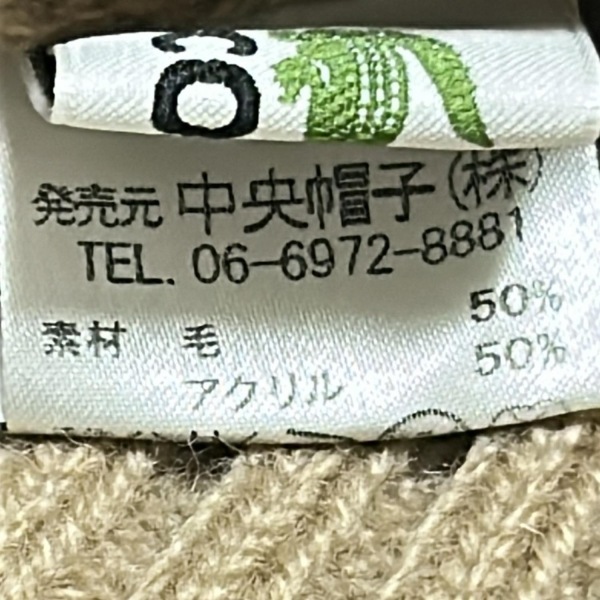 発売元 中央帽子(株)
TEL. 06-6972-8881
素材 毛 50%
アクリル 50%